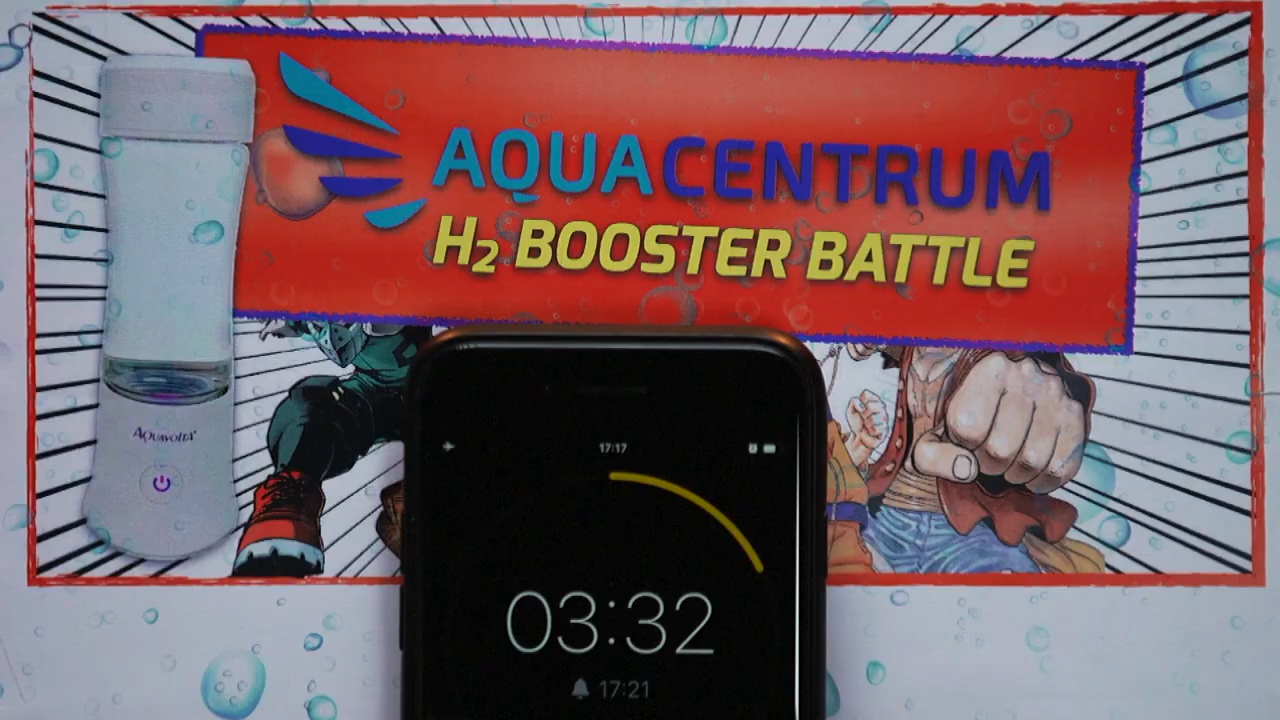 AQUACENTRUM
H₂ BOOSTER BATTLE
AQUAVOLTA®
17:17
03:32
17:21